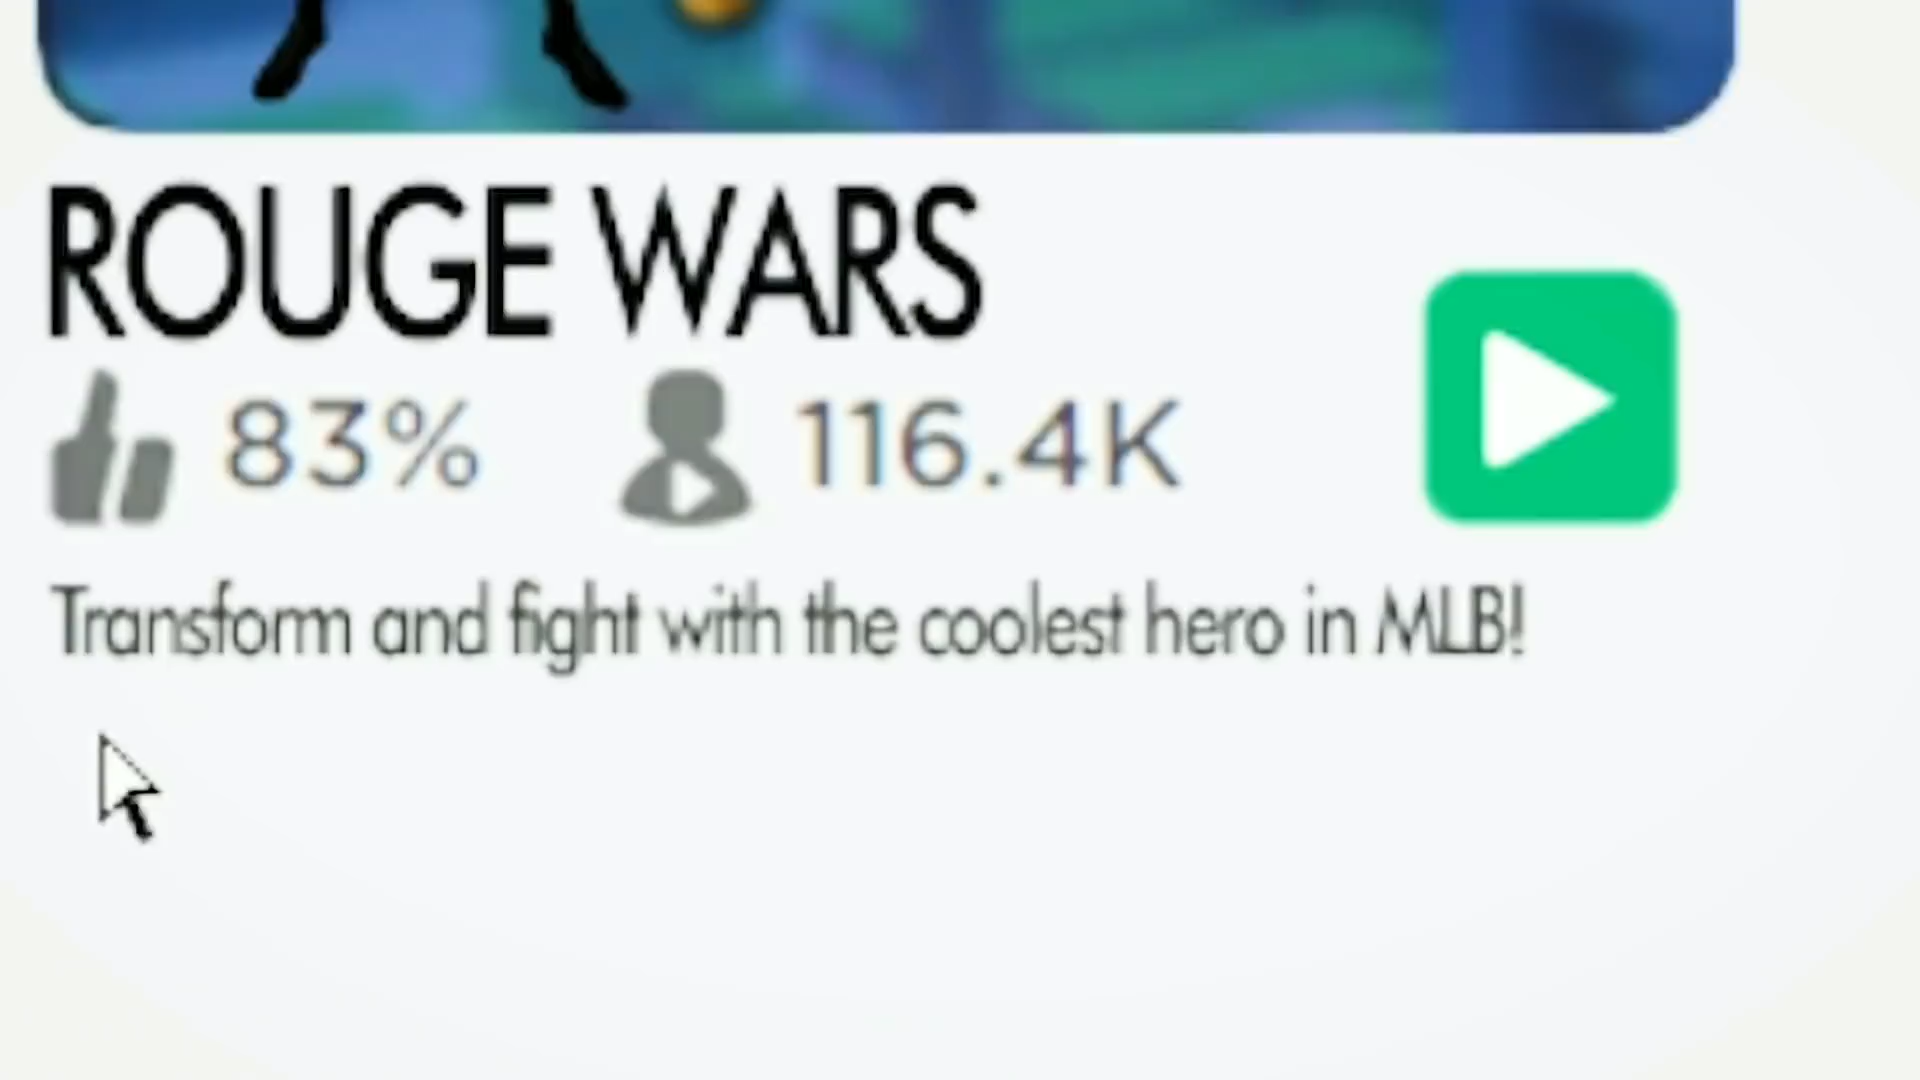 ROUGE WARS
83% 116.4K
Transform and fight with the coolest hero in MLB!